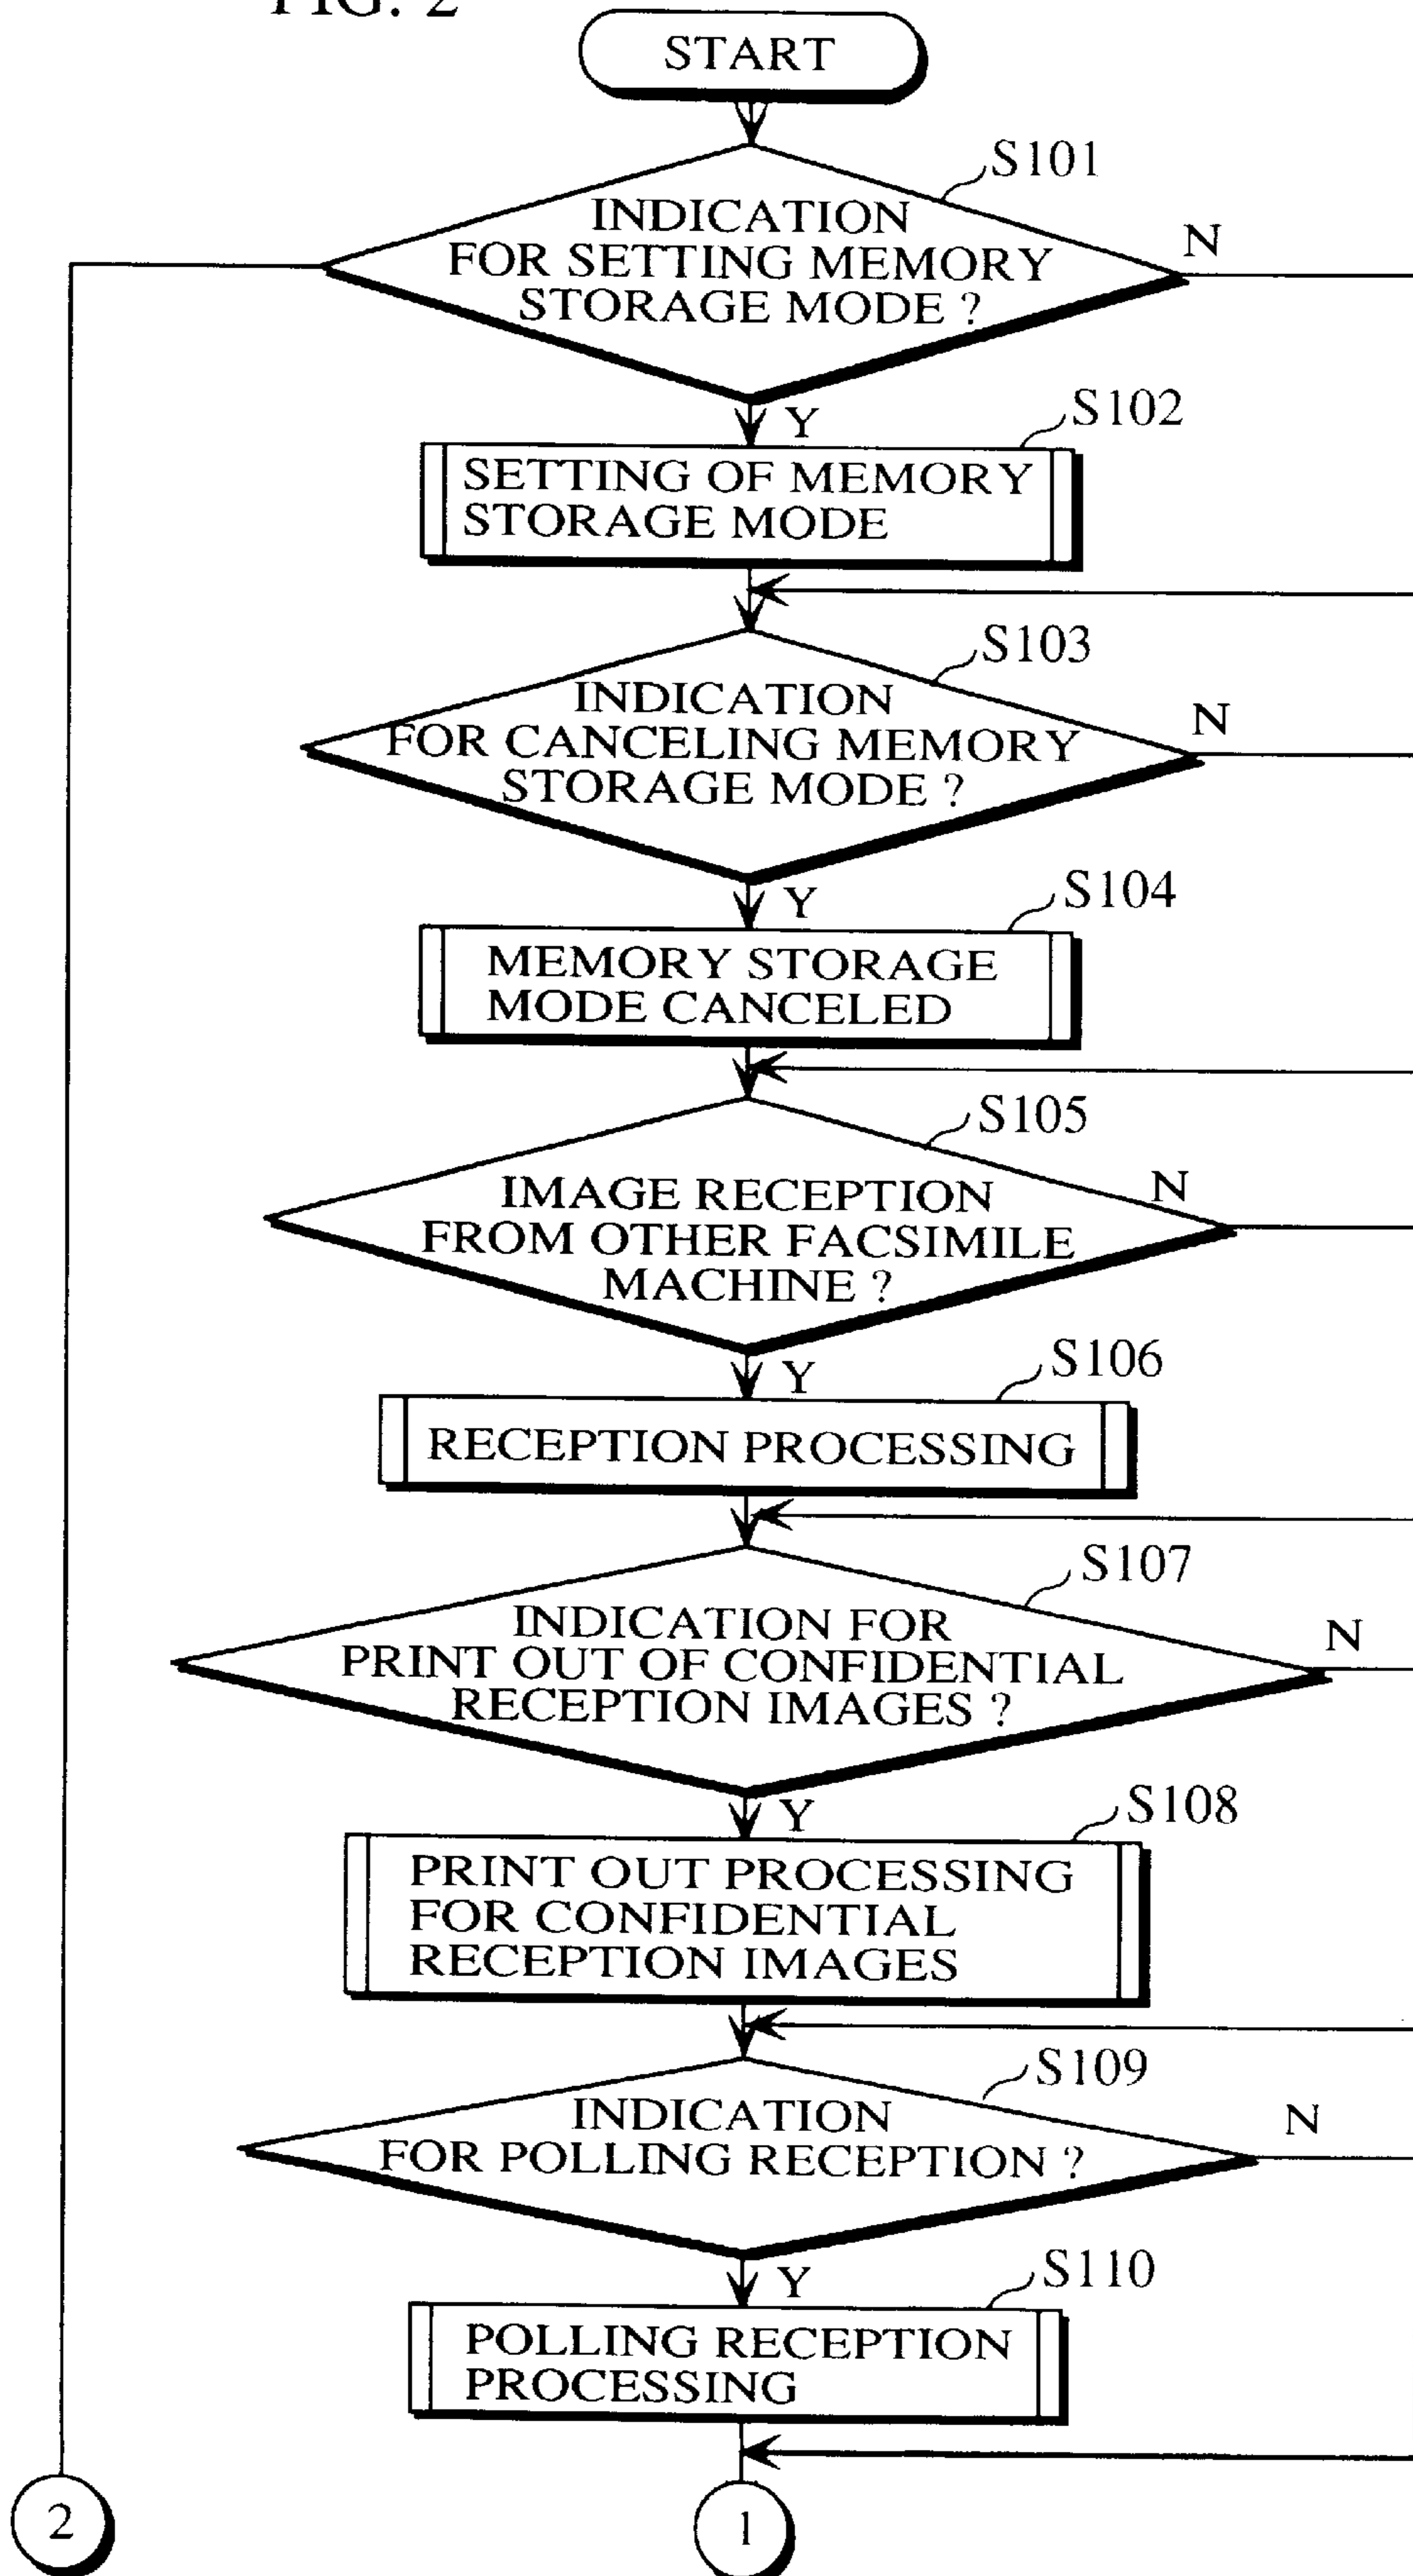 FIG. 2
START
S101
INDICATION
FOR SETTING MEMORY
STORAGE MODE ?
N
Y
S102
SETTING OF MEMORY
STORAGE MODE
S103
INDICATION
FOR CANCELING MEMORY
STORAGE MODE ?
N
Y
S104
MEMORY STORAGE
MODE CANCELED
S105
IMAGE RECEPTION
FROM OTHER FACSIMILE
MACHINE ?
N
Y
S106
RECEPTION PROCESSING
S107
INDICATION FOR
PRINT OUT OF CONFIDENTIAL
RECEPTION IMAGES ?
N
Y
S108
PRINT OUT PROCESSING
FOR CONFIDENTIAL
RECEPTION IMAGES
S109
INDICATION
FOR POLLING RECEPTION ?
N
Y
S110
POLLING RECEPTION
PROCESSING
2
1